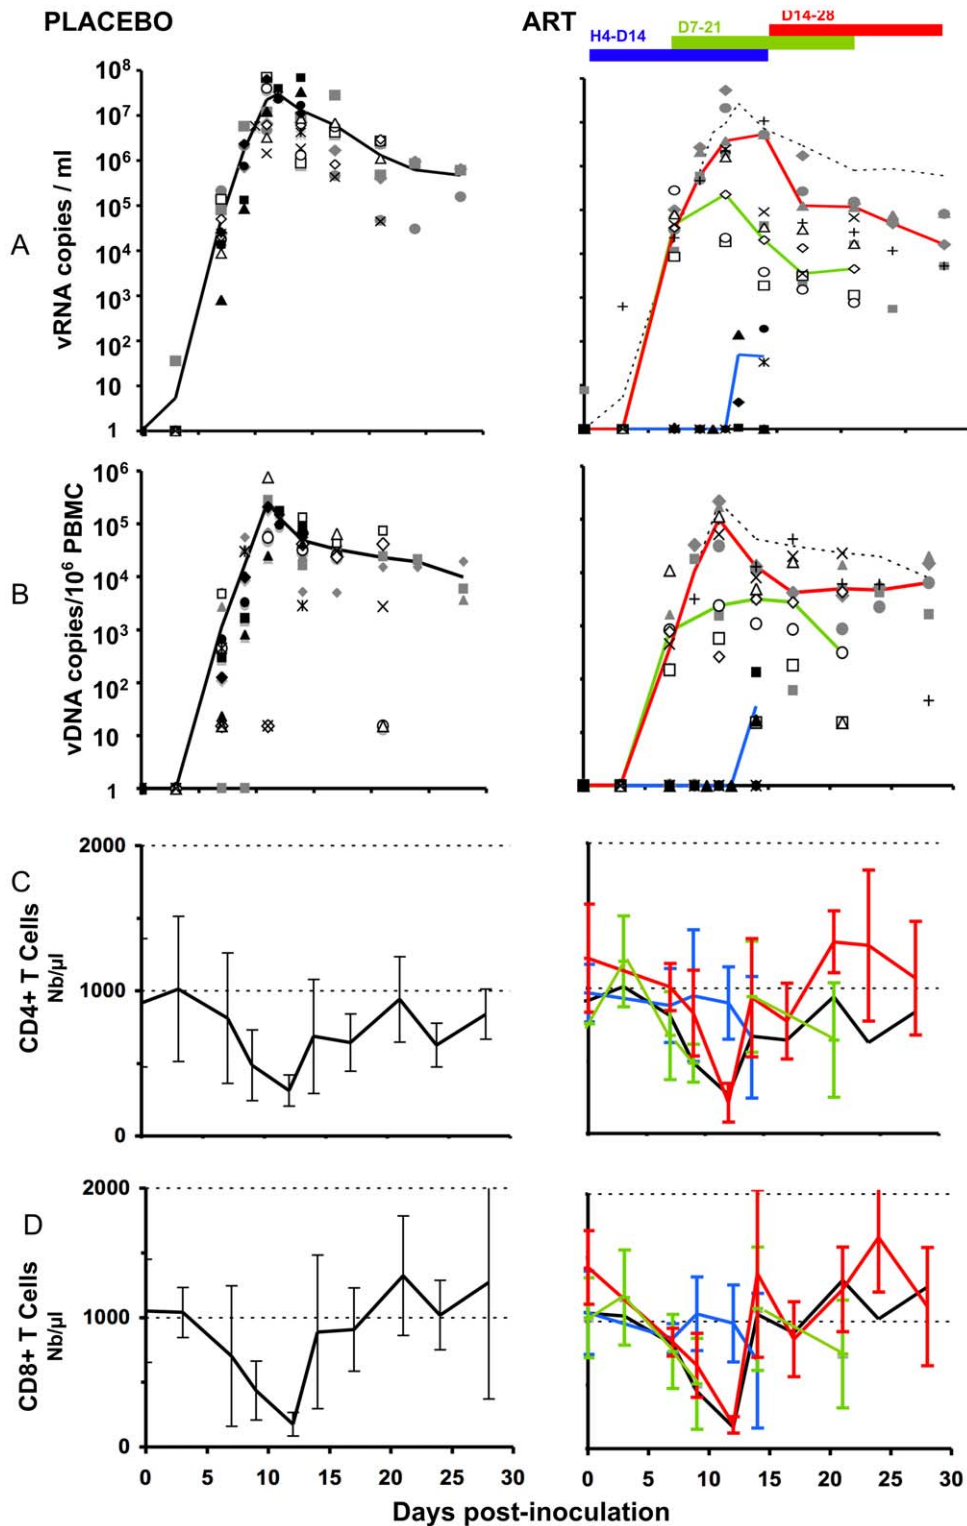 PLACEBO
ART
D14-28
D7-21
H4-D14
A
vRNA copies / ml
10⁸
10⁷
10⁶
10⁵
10⁴
10³
10²
10
1
B
vDNA copies/10⁶ PBMC
10⁶
10⁵
10⁴
10³
10²
10
1
C
CD4+ T Cells
Nb/µl
2000
1000
0
D
CD8+ T Cells
Nb/µl
2000
1000
0
0 5 10 15 20 25 30
0 5 10 15 20 25 30
Days post-inoculation